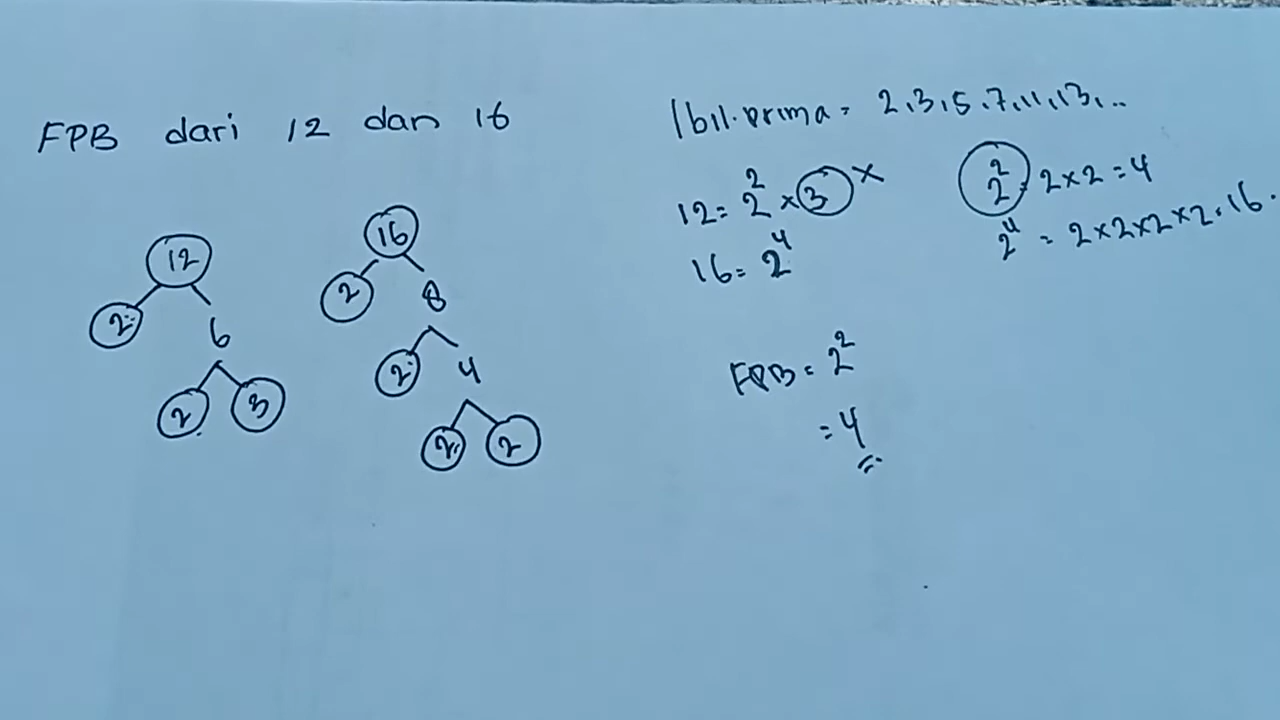 FPB dari 12 dan 16
12
2 6
2 3
16
2 8
2 4
2 2
bil. prima = 2, 3, 5, 7, 11, 13, ...
12 = 2² × 3 ×
16 = 2⁴
2² = 2 × 2 = 4
2⁴ = 2 × 2 × 2 × 2 = 16.
FPB = 2²
= 4